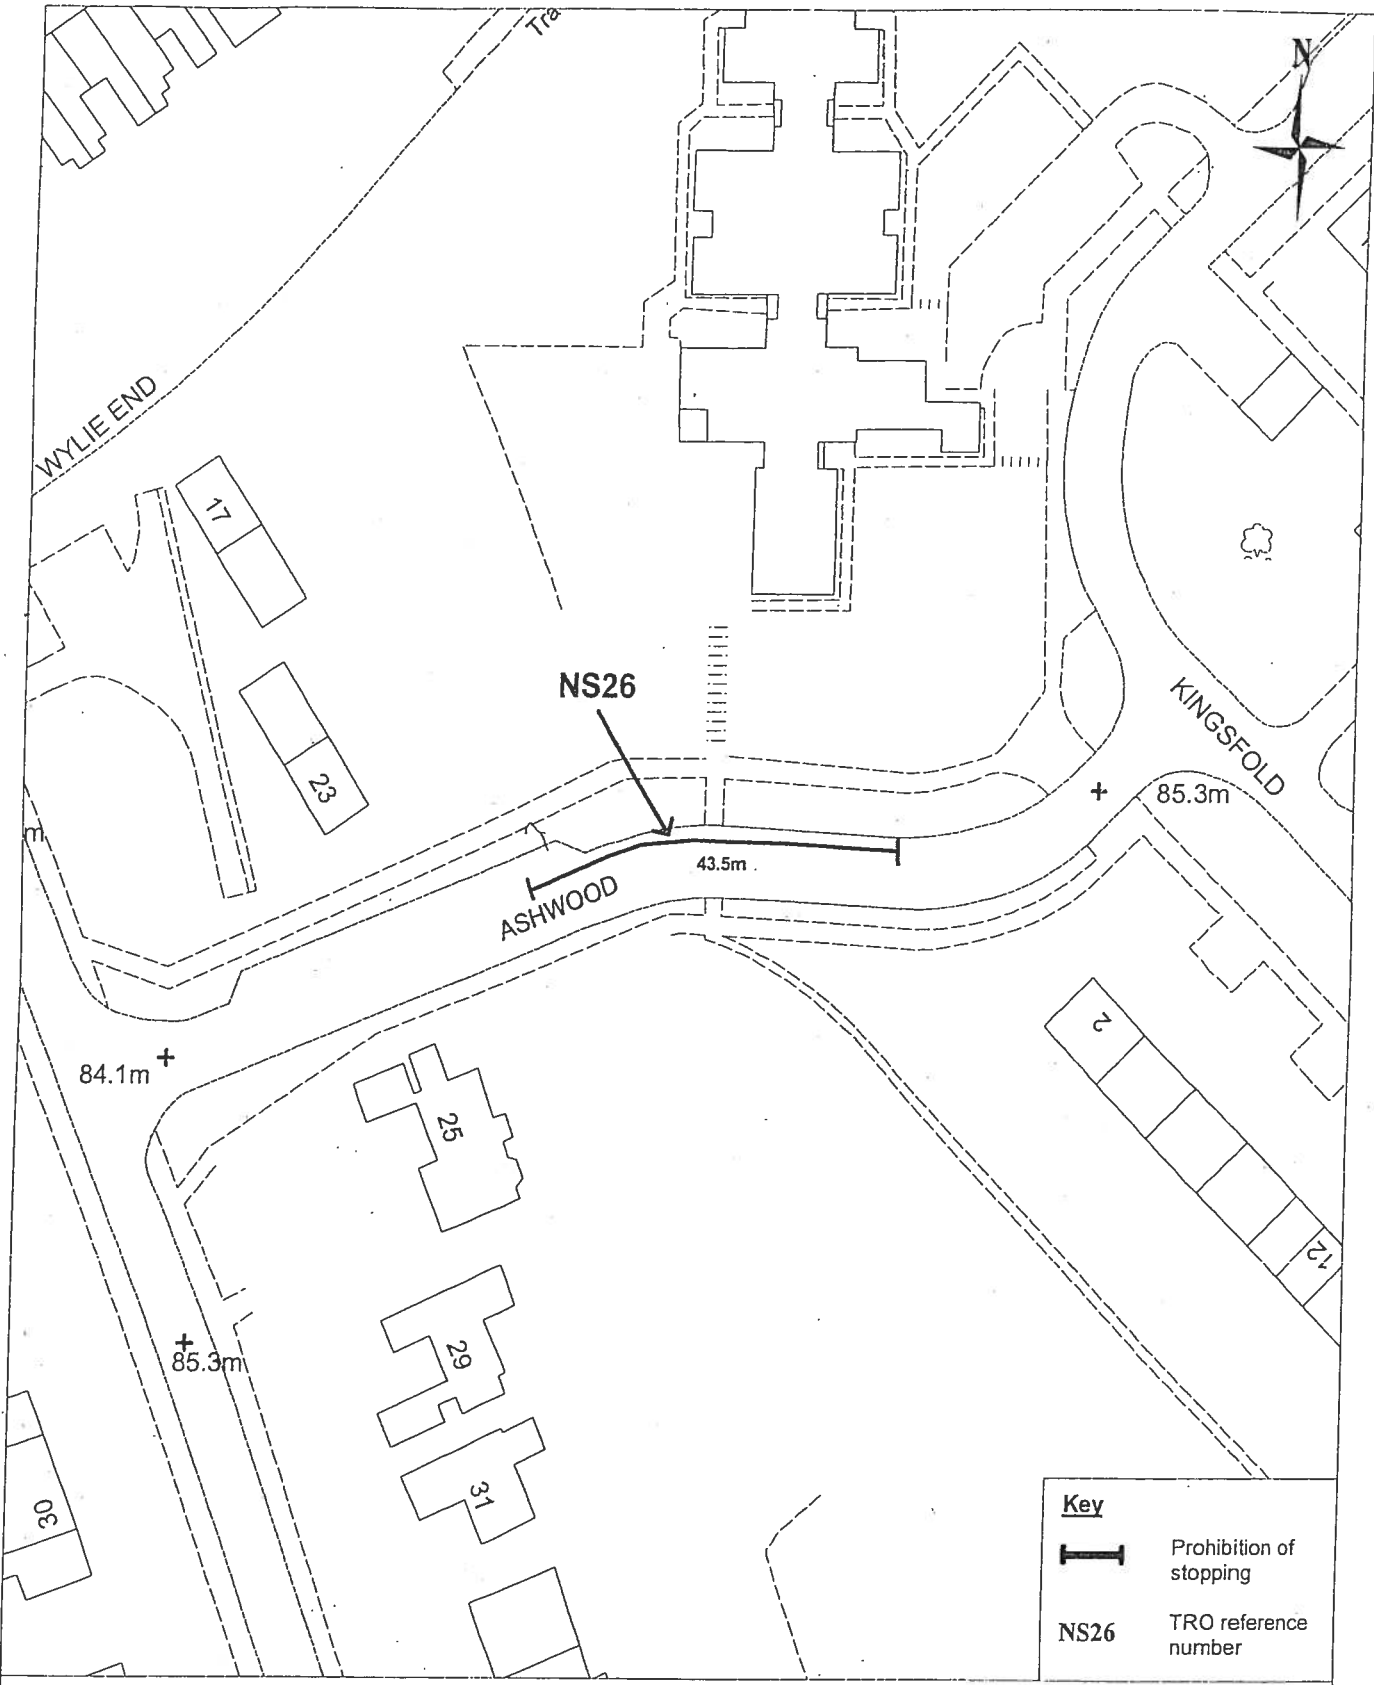 Tra
N
WYLIE END
17
NS26
23
KINGSFOLD
85.3m
m
43.5m
ASHWOOD
84.1m
2
25
12
29
85.3m
31
30
Key
Prohibition of
stopping
NS26
TRO reference
number